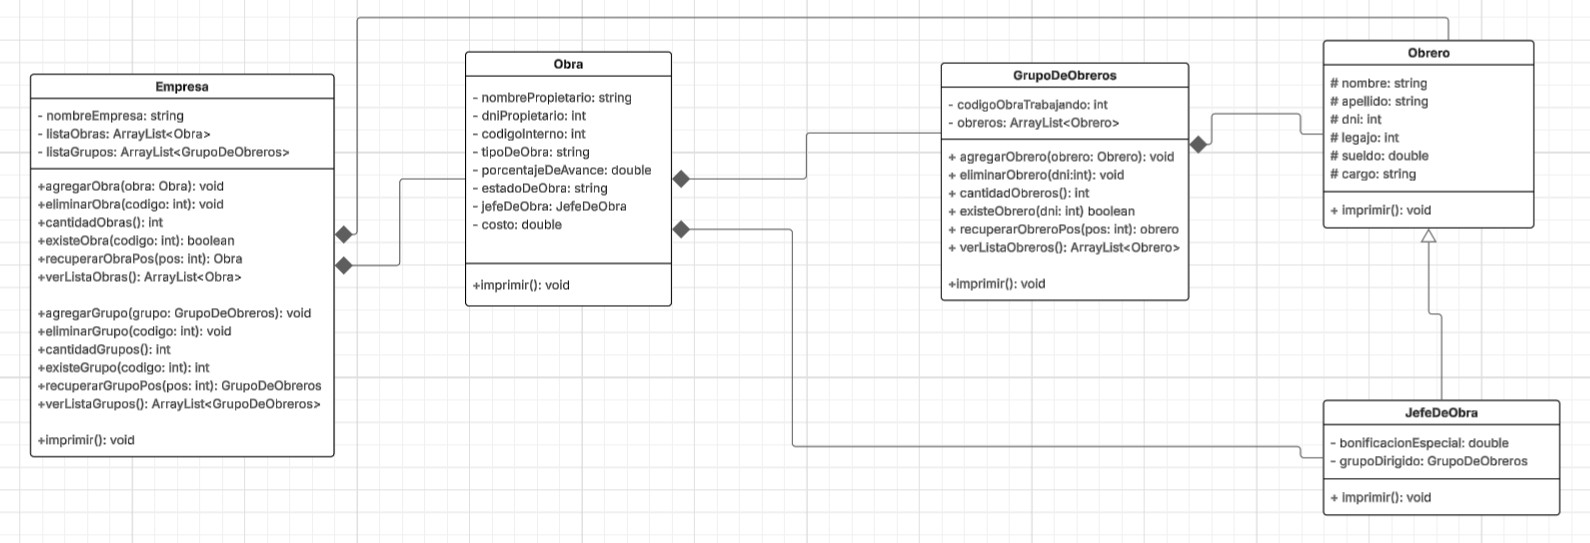 Empresa
- nombreEmpresa: string
- listaObras: ArrayList<Obra>
- listaGrupos: ArrayList<GrupoDeObreros>
+agregarObra(obra: Obra): void
+eliminarObra(codigo: int): void
+cantidadObras(): int
+existeObra(codigo: int): boolean
+recuperarObraPos(pos: int): Obra
+verListaObras(): ArrayList<Obra>
+agregarGrupo(grupo: GrupoDeObreros): void
+eliminarGrupo(codigo: int): void
+cantidadGrupos(): int
+existeGrupo(codigo: int): int
+recuperarGrupoPos(pos: int): GrupoDeObreros
+verListaGrupos(): ArrayList<GrupoDeObreros>
+imprimir(): void
Obra
- nombrePropietario: string
- dniPropietario: int
- codigoInterno: int
- tipoDeObra: string
- porcentajeDeAvance: double
- estadoDeObra: string
- jefeDeObra: JefeDeObra
- costo: double
+imprimir(): void
GrupoDeObreros
- codigoObraTrabajando: int
- obreros: ArrayList<Obrero>
+ agregarObrero(obrero: Obrero): void
+ eliminarObrero(dni:int): void
+ cantidadObreros(): int
+ existeObrero(dni: int) boolean
+ recuperarObreroPos(pos: int): obrero
+ verListaObreros(): ArrayList<Obrero>
+imprimir(): void
Obrero
# nombre: string
# apellido: string
# dni: int
# legajo: int
# sueldo: double
# cargo: string
+ imprimir(): void
JefeDeObra
- bonificacionEspecial: double
- grupoDirigido: GrupoDeObreros
+ imprimir(): void